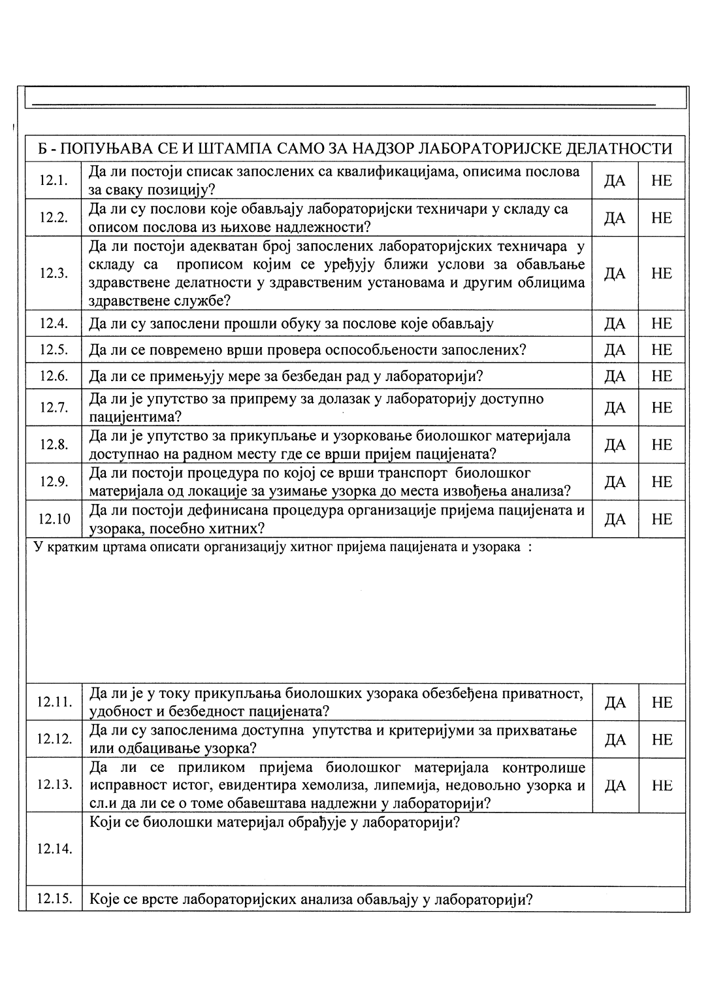 Б - ПОПУЊАВА СЕ И ШТАМПА САМО ЗА НАДЗОР ЛАБОРАТОРИЈСКЕ ДЕЛАТНОСТИ
12.1. Да ли постоји списак запослених са квалификацијама, описима послова
за сваку позицију? ДА НЕ
12.2. Да ли су послови које обављају лабораторијски техничари у складу са
описом послова из њихове надлежности? ДА НЕ
Да ли постоји адекватан број запослених лабораторијских техничара у
12.3. складу са прописом којим се уређују ближи услови за обављање ДА НЕ
здравствене делатности у здравственим установама и другим облицима
здравствене службе?
12.4. Да ли су запослени прошли обуку за послове које обављају ДА НЕ
12.5. Да ли се повремено врши провера оспособљености запослених? ДА НЕ
12.6. Да ли се примењују мере за безбедан рад у лабораторији? ДА НЕ
12.7. Да ли је упутство за припрему за долазак у лабораторију доступно
пацијентима? ДА НЕ
12.8. Да ли је упутство за прикупљање и узорковање биолошког материјала
доступнао на радном месту где се врши пријем пацијената? ДА НЕ
12.9. Да ли постоји процедура по којој се врши транспорт биолошког
материјала од локације за узимање узорка до места извођења анализа? ДА НЕ
12.10 Да ли постоји дефинисана процедура организације пријема пацијената и
узорака, посебно хитних? ДА НЕ
У кратким цртама описати организацију хитног пријема пацијената и узорака :
12.11. Да ли је у току прикупљања биолошких узорака обезбеђена приватност,
удобност и безбедност пацијената? ДА НЕ
12.12. Да ли су запосленима доступна упутства и критеријуми за прихватање
или одбацивање узорка? ДА НЕ
Да ли се приликом пријема биолошког материјала контролише
12.13. исправност истог, евидентира хемолиза, липемија, недовољно узорка и ДА НЕ
сл.и да ли се о томе обавештава надлежни у лабораторији?
Који се биолошки материјал обрађује у лабораторији?
12.14.
12.15. Које се врсте лабораторијских анализа обављају у лабораторији?